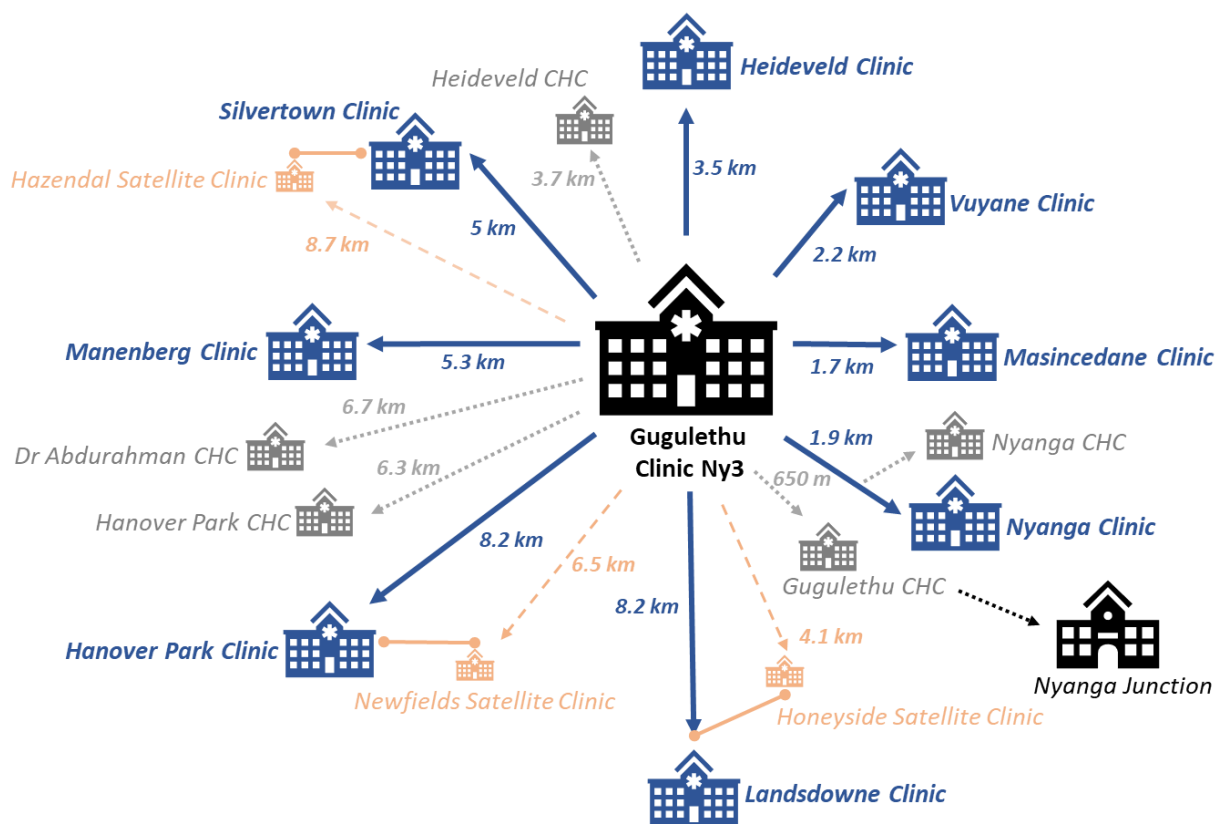 Heideveld Clinic
Heideveld CHC
Silvertown Clinic
3.5 km
3.7 km
Hazendal Satellite Clinic
Vuyane Clinic
5 km
8.7 km
2.2 km
Manenberg Clinic
5.3 km
1.7 km
Masincedane Clinic
6.7 km
Gugulethu
Clinic Ny3
1.9 km
Nyanga CHC
Dr Abdurahman CHC
6.3 km
650 m
Hanover Park CHC
Nyanga Clinic
8.2 km
6.5 km
Gugulethu CHC
8.2 km
4.1 km
Hanover Park Clinic
Nyanga Junction
Newfields Satellite Clinic
Honeyside Satellite Clinic
Landsdowne Clinic